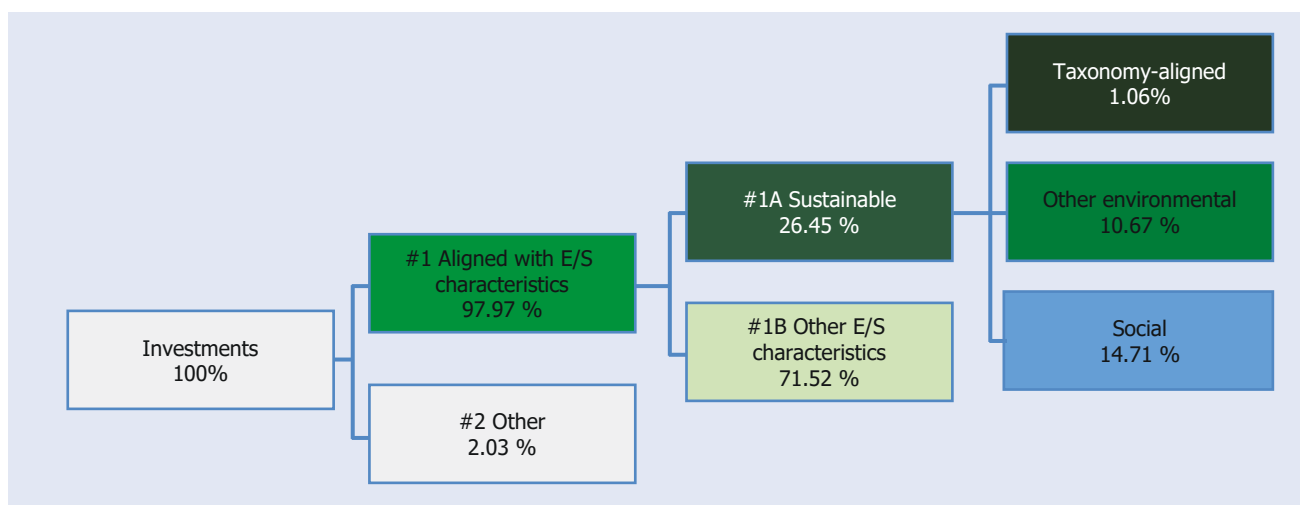 Investments
100%
#1 Aligned with E/S
characteristics
97.97 %
#2 Other
2.03 %
#1A Sustainable
26.45 %
#1B Other E/S
characteristics
71.52 %
Taxonomy-aligned
1.06%
Other environmental
10.67 %
Social
14.71 %